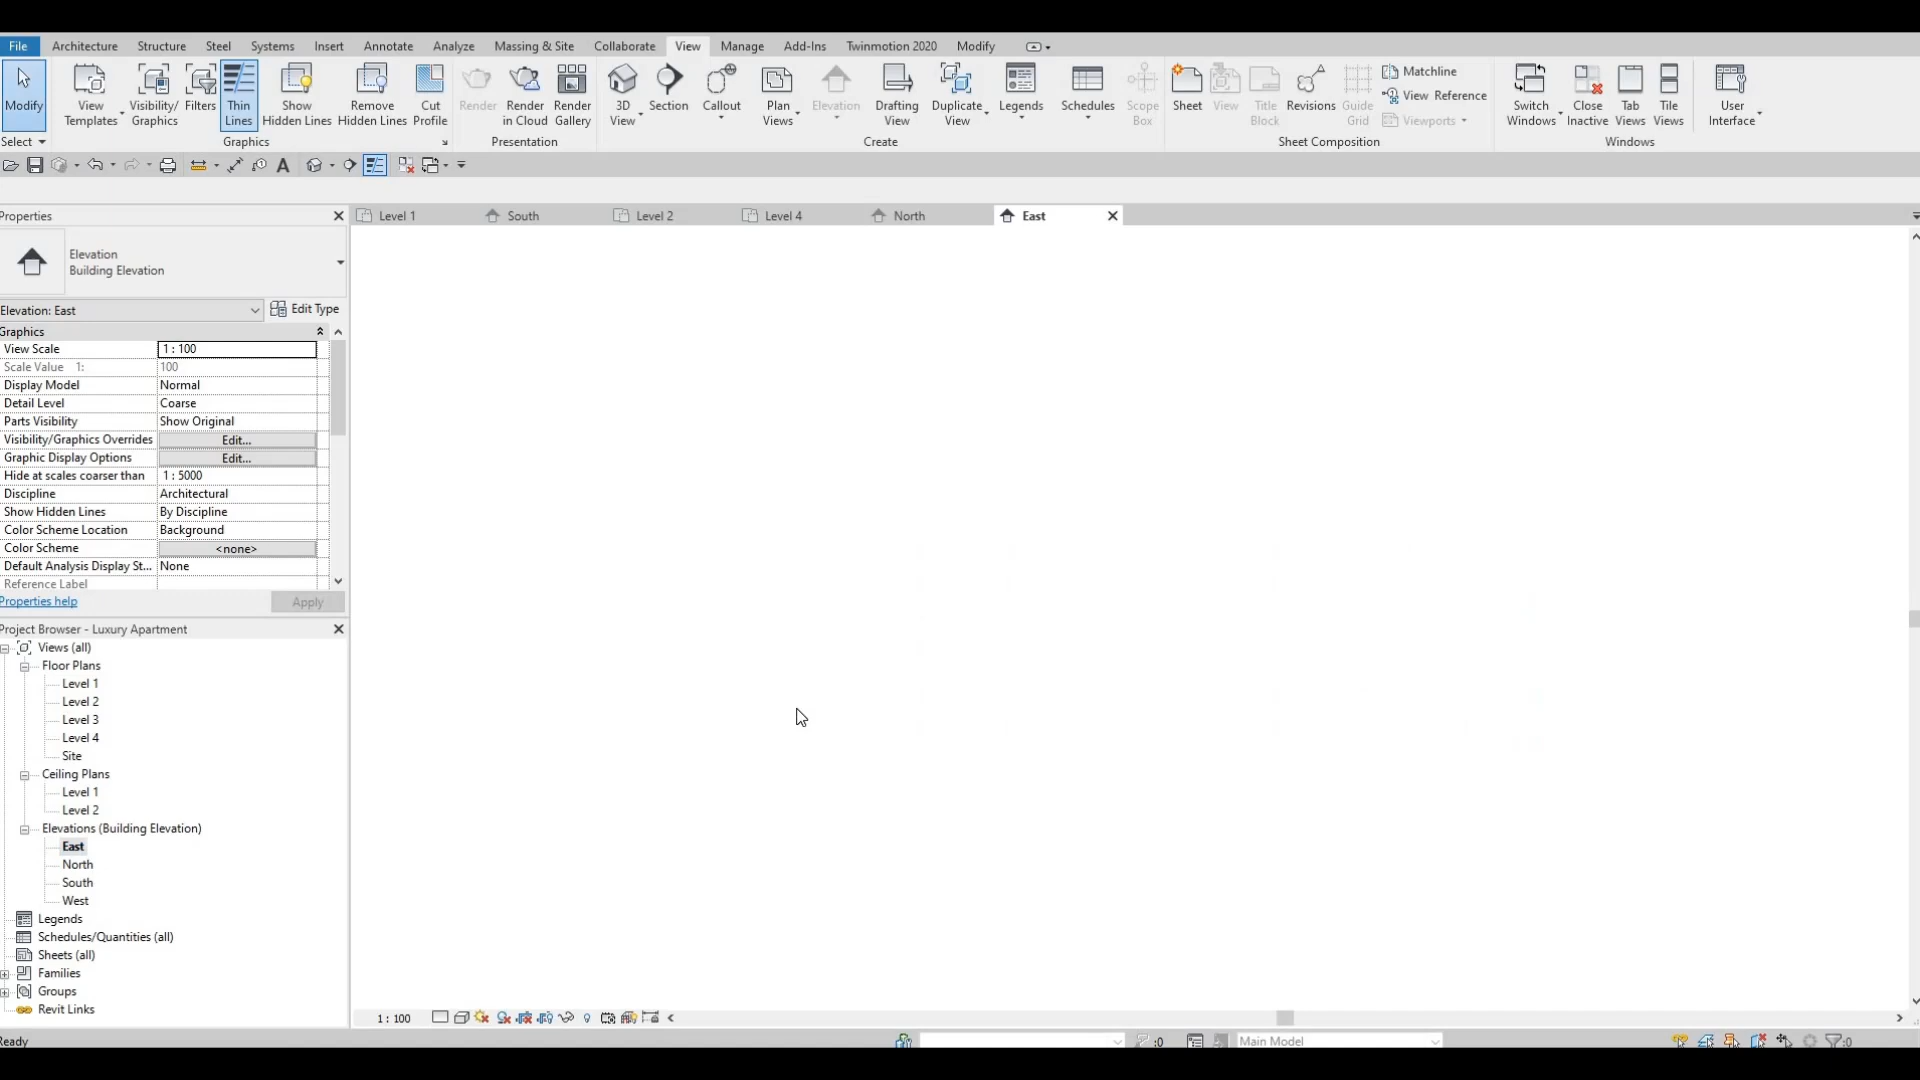 File Architecture Structure Steel Systems Insert Annotate Analyze Massing & Site Collaborate View Manage Add-Ins Twinmotion 2020 Modify
Modify
View Templates
Visibility/ Graphics
Filters
Thin Lines
Show Hidden Lines
Remove Hidden Lines
Cut Profile
Render
Render in Cloud
Render Gallery
3D View
Section
Callout
Plan Views
Elevation
Drafting View
Duplicate View
Legends
Schedules
Scope Box
Sheet
View
Title Block
Revisions
Guide Grid
Matchline
View Reference
Viewports
Switch Windows
Close Inactive
Tab Views
Tile Views
User Interface
Select Graphics Presentation Create Sheet Composition Windows
A
Properties
Level 1 South Level 2 Level 4 North East
Elevation
Building Elevation
Elevation: East Edit Type
Graphics
View Scale 1 : 100
Scale Value 1: 100
Display Model Normal
Detail Level Coarse
Parts Visibility Show Original
Visibility/Graphics Overrides Edit...
Graphic Display Options Edit...
Hide at scales coarser than 1 : 5000
Discipline Architectural
Show Hidden Lines By Discipline
Color Scheme Location Background
Color Scheme <none>
Default Analysis Display St... None
Reference Label
Properties help Apply
Project Browser - Luxury Apartment
Views (all)
Floor Plans
Level 1
Level 2
Level 3
Level 4
Site
Ceiling Plans
Level 1
Level 2
Elevations (Building Elevation)
East
North
South
West
Legends
Schedules/Quantities (all)
Sheets (all)
Families
Groups
Revit Links
1 : 100
Ready :0 Main Model :0